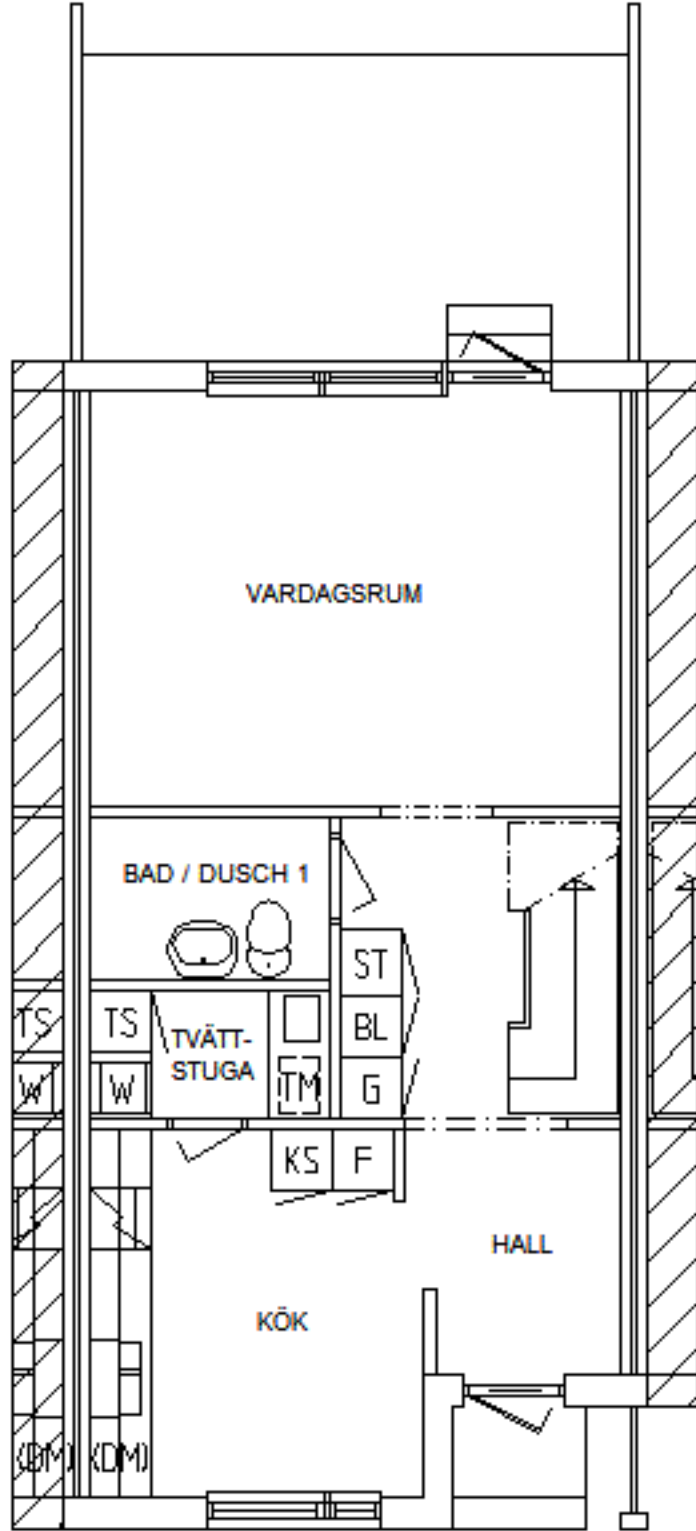 VARDAGSRUM
BAD / DUSCH 1
ST
TS TS
TVÄTT-
STUGA
BL
W W
TM
G
KS F
HALL
KÖK
(DM) (DM)